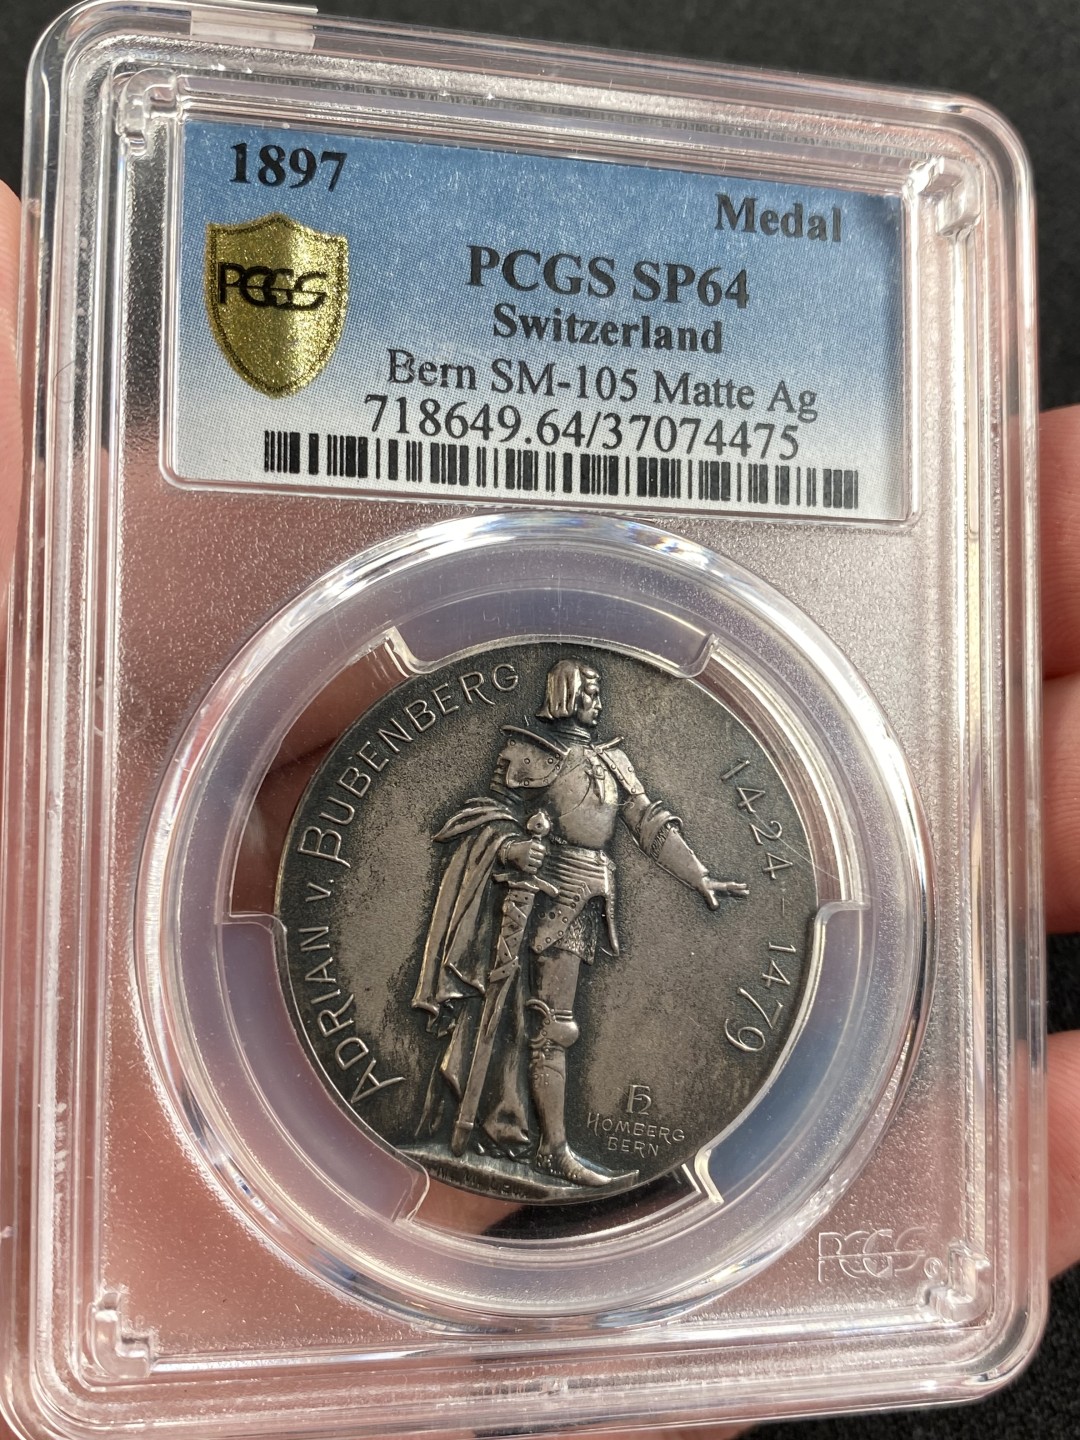 1897
Medal
PCGS
PCGS SP64
Switzerland
Bern SM-105 Matte Ag
718649.64/37074475
ADRIAN v. BUBENBERG
1424-1479
HOMBERG
BERN
PCGS